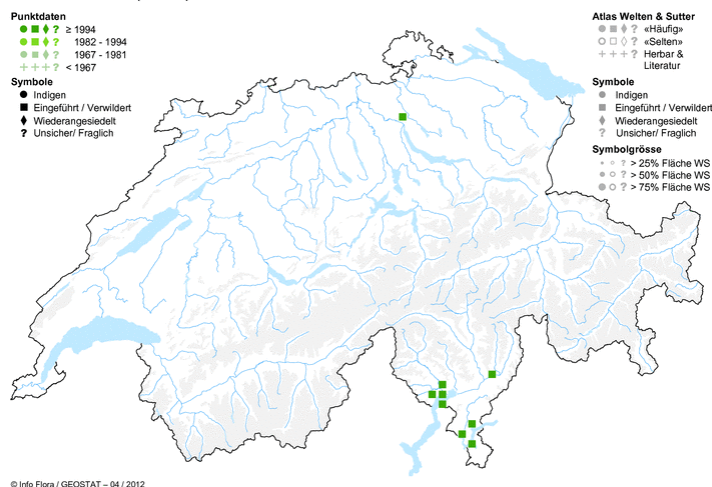 Punktdaten
? ≥ 1994
? 1982 - 1994
? 1967 - 1981
+++? < 1967
Symbole
Indigen
Eingeführt / Verwildert
Wiederangesiedelt
? Unsicher/ Fraglich
Atlas Welten & Sutter
? «Häufig»
? «Selten»
+++? Herbar &
Literatur
Symbole
Indigen
Eingeführt / Verwildert
Wiederangesiedelt
? Unsicher/ Fraglich
Symbolgrösse
? > 25% Fläche WS
? > 50% Fläche WS
? > 75% Fläche WS
© Info Flora / GEOSTAT – 04 / 2012